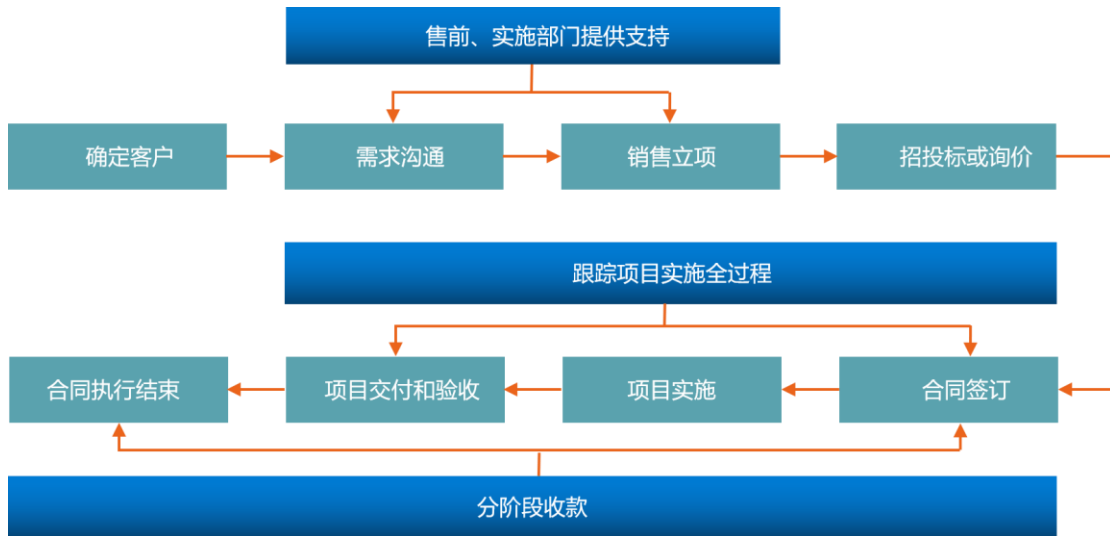 售前、实施部门提供支持
确定客户
需求沟通
销售立项
招投标或询价
跟踪项目实施全过程
合同执行结束
项目交付和验收
项目实施
合同签订
分阶段收款